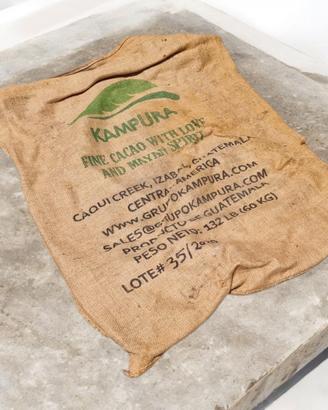 KAMPURA
FINE CACAO WITH LOVE
AND MAYAN SPIRIT
CAQUI CREEK, IZABAL, GUATEMALA
CENTRAL AMERICA
WWW.GRUPOKAMPURA.COM
SALES@GRUPOKAMPURA.COM
PRODUCTO DE GUATEMALA
PESO NETO: 132 LB (60 KG)
LOTE# 35/